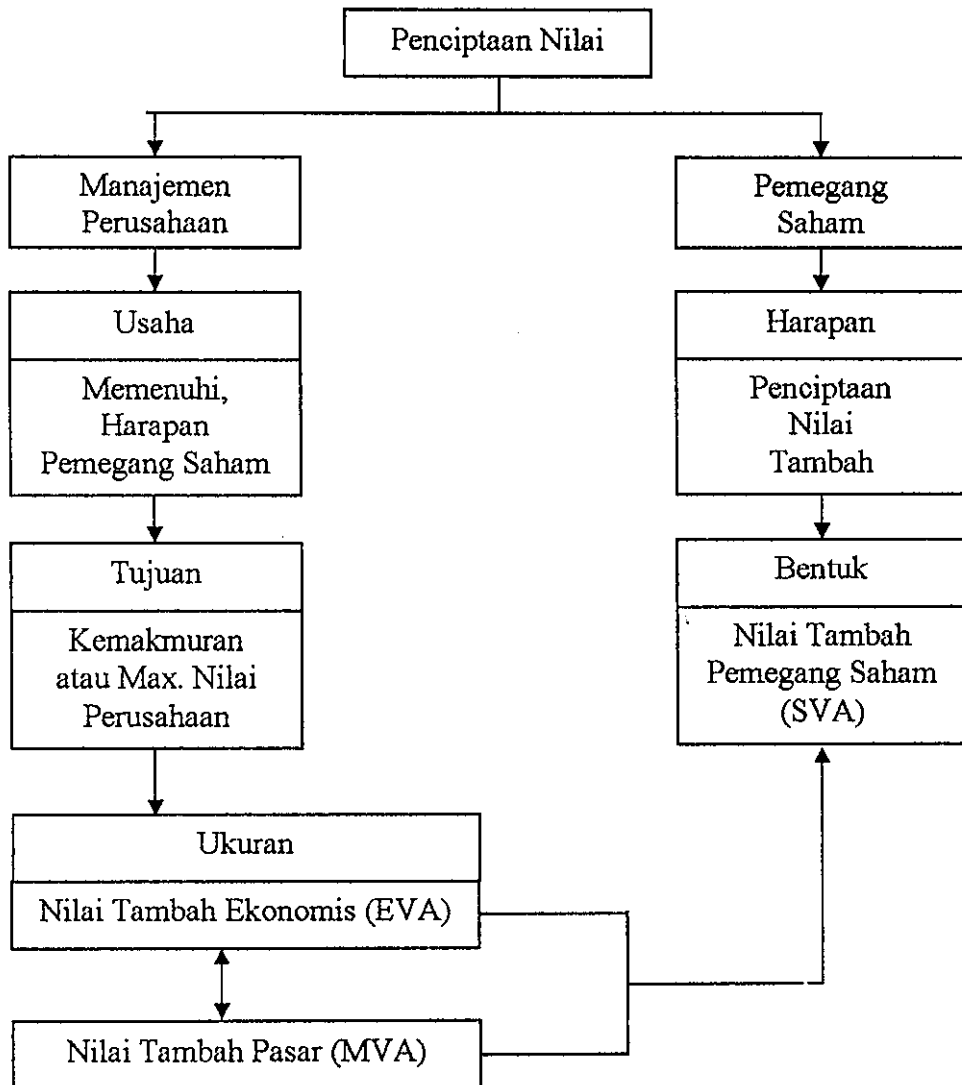 Penciptaan Nilai
Manajemen
Perusahaan
Usaha
Memenuhi,
Harapan
Pemegang Saham
Tujuan
Kemakmuran
atau Max. Nilai
Perusahaan
Ukuran
Nilai Tambah Ekonomis (EVA)
Nilai Tambah Pasar (MVA)
Pemegang
Saham
Harapan
Penciptaan
Nilai
Tambah
Bentuk
Nilai Tambah
Pemegang Saham
(SVA)